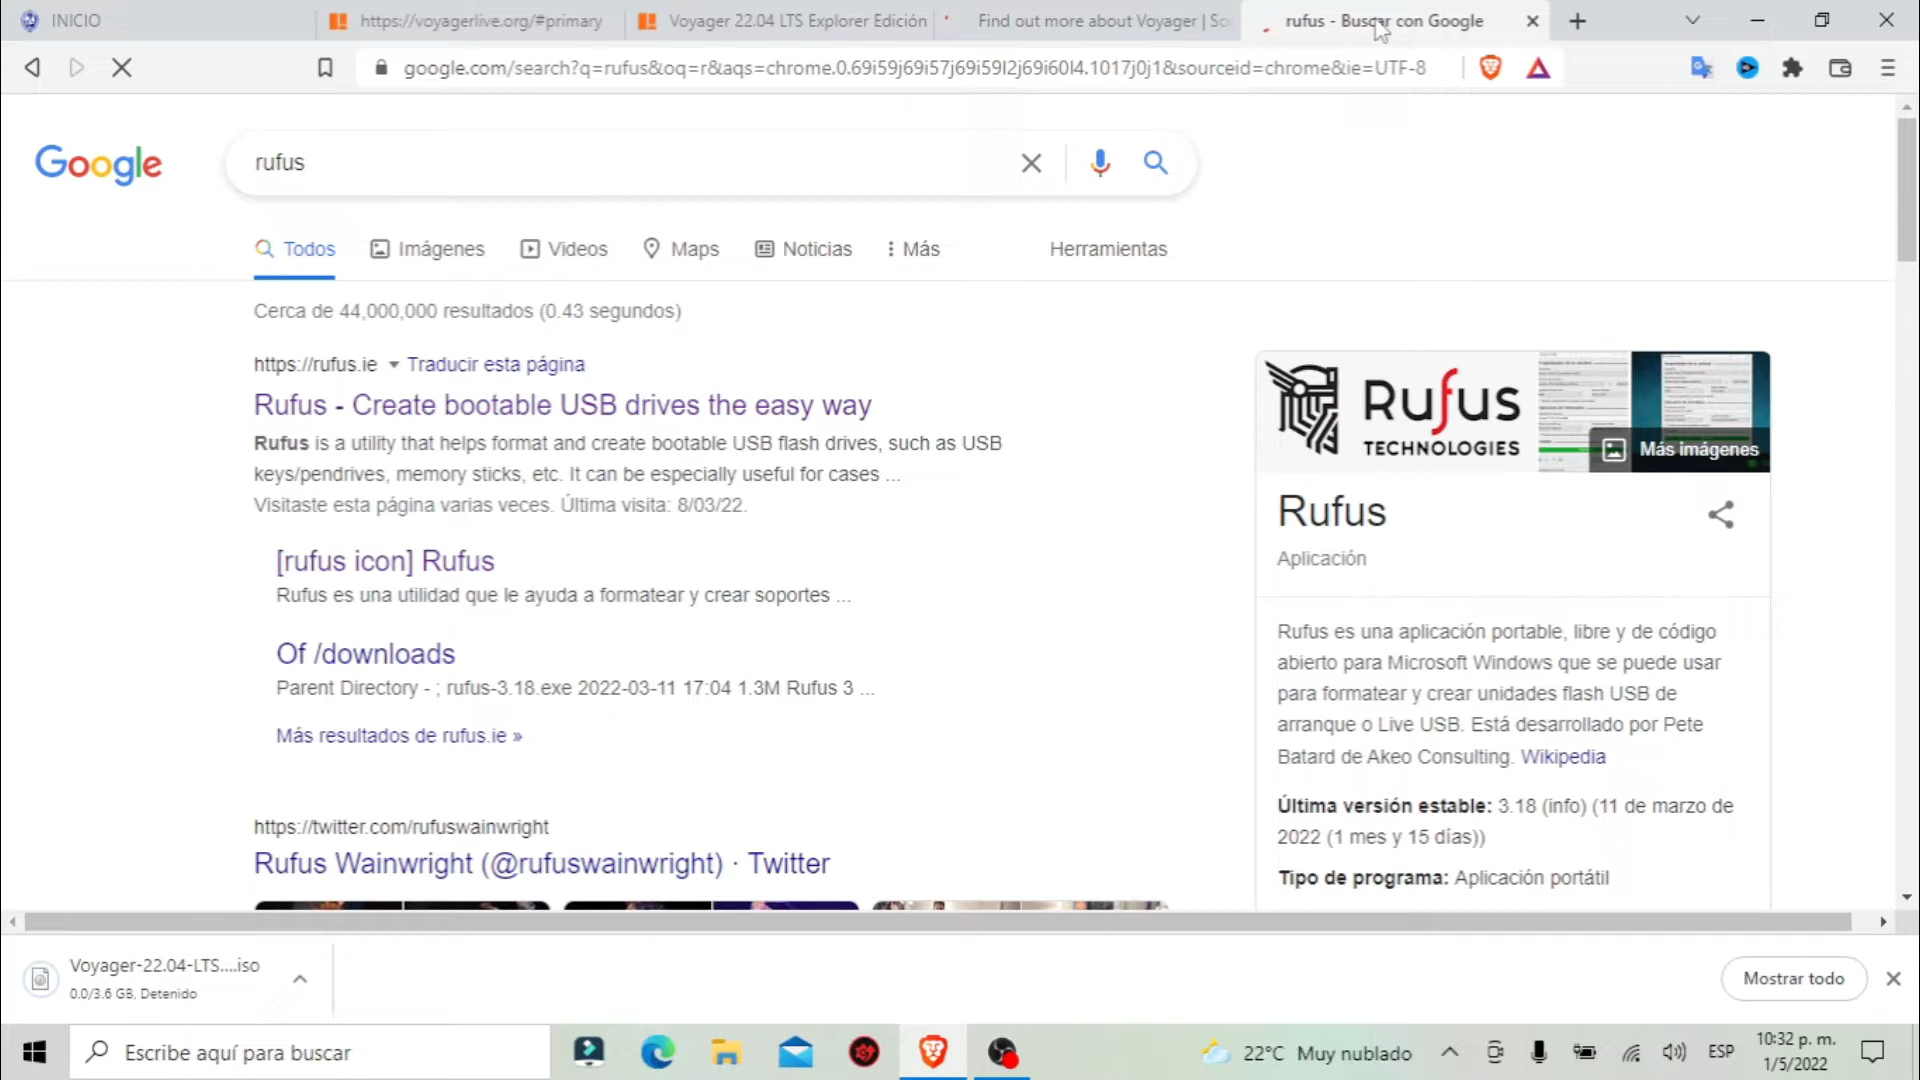 INICIO
https://voyagerlive.org/#primary
Voyager 22.04 LTS Explorer Edición
Find out more about Voyager | So
rufus - Buscar con Google
google.com/search?q=rufus&oq=r&aqs=chrome.0.69i59j69i57j69i59l2j69i60l4.1017j0j1&sourceid=chrome&ie=UTF-8
Google
rufus
Todos
Imágenes
Videos
Maps
Noticias
Más
Herramientas
Cerca de 44,000,000 resultados (0.43 segundos)
https://rufus.ie Traducir esta página
Rufus - Create bootable USB drives the easy way
Rufus is a utility that helps format and create bootable USB flash drives, such as USB
keys/pendrives, memory sticks, etc. It can be especially useful for cases ...
Visitaste esta página varias veces. Última visita: 8/03/22.
[rufus icon] Rufus
Rufus es una utilidad que le ayuda a formatear y crear soportes ...
Of /downloads
Parent Directory - ; rufus-3.18.exe 2022-03-11 17:04 1.3M Rufus 3 ...
Más resultados de rufus.ie »
https://twitter.com/rufuswainwright
Rufus Wainwright (@rufuswainwright) · Twitter
Rufus
TECHNOLOGIES
Más imágenes
Rufus
Aplicación
Rufus es una aplicación portable, libre y de código
abierto para Microsoft Windows que se puede usar
para formatear y crear unidades flash USB de
arranque o Live USB. Está desarrollado por Pete
Batard de Akeo Consulting. Wikipedia
Última versión estable: 3.18 (info) (11 de marzo de
2022 (1 mes y 15 días))
Tipo de programa: Aplicación portátil
Voyager-22.04-LTS....iso
0.0/3.6 GB, Detenido
Mostrar todo
Escribe aquí para buscar
22°C Muy nublado
ESP
10:32 p. m.
1/5/2022